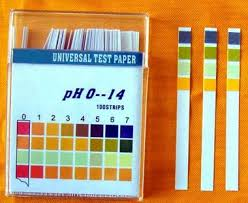 UNIVERSAL TEST PAPER
pH 0--14
100STRIPS
0 1 2 3 4 5 6 7